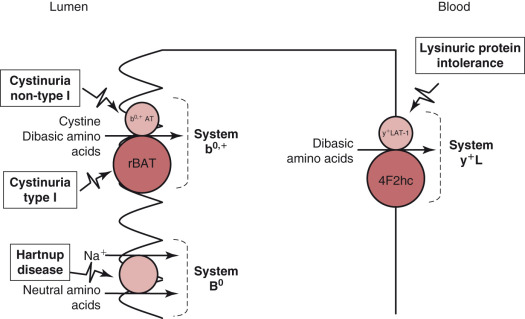 Lumen
Blood
Cystinuria
non-type I
Cystine
Dibasic amino
acids
Cystinuria
type I
b⁰,⁺ AT
rBAT
System
b⁰,⁺
Hartnup
disease
Na⁺
Neutral amino
acids
System
B⁰
Lysinuric protein
intolerance
Dibasic
amino acids
y⁺LAT-1
4F2hc
System
y⁺L